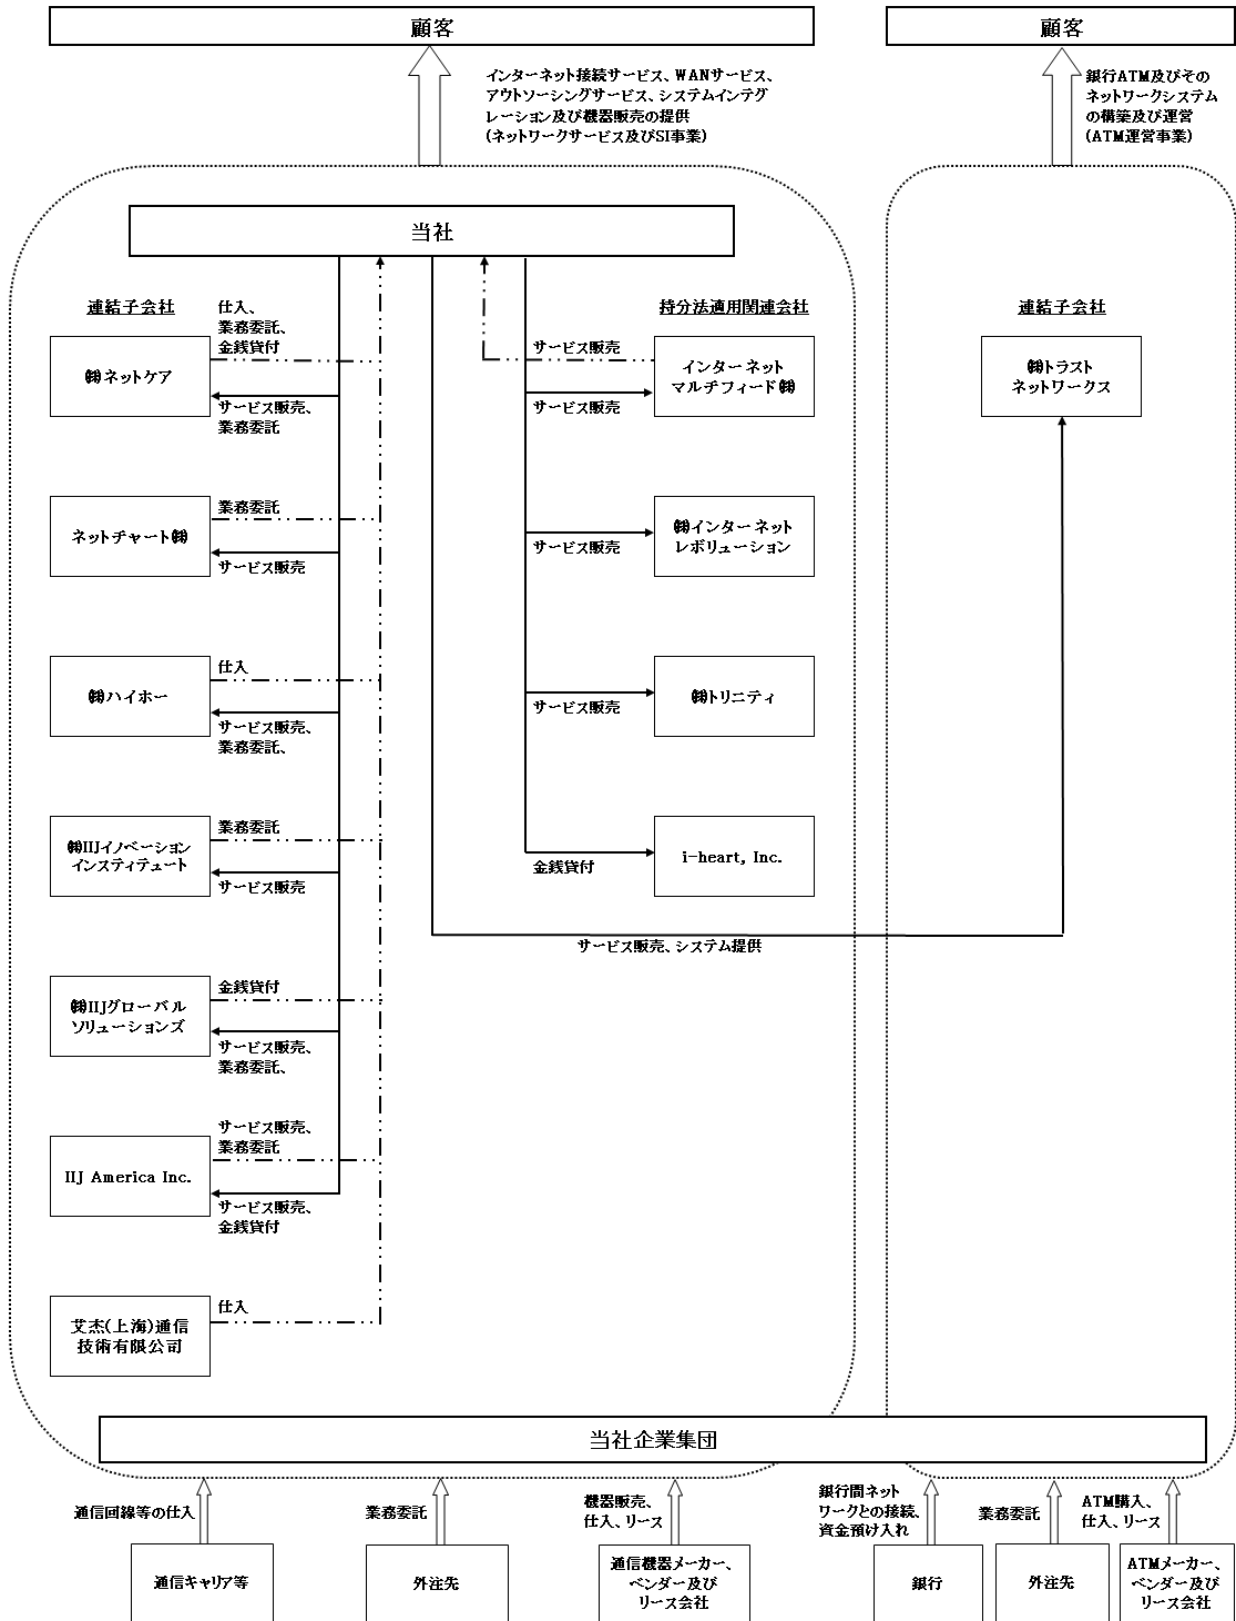 顧客
顧客
インターネット接続サービス、WANサービス、
アウトソーシングサービス、システムインテグ
レーション及び機器販売の提供
(ネットワークサービス及びSI事業)
銀行ATM及びその
ネットワークシステム
の構築及び運営
(ATM運営事業)
当社
連結子会社
仕入、
業務委託、
金銭貸付
㈱ネットケア
サービス販売、
業務委託
業務委託
ネットチャート㈱
サービス販売
仕入
㈱ハイホー
サービス販売、
業務委託、
業務委託
㈱IIJイノベーション
インスティテュート
サービス販売
金銭貸付
㈱IIJグローバル
ソリューションズ
サービス販売、
業務委託、
サービス販売、
業務委託
IIJ America Inc.
サービス販売、
金銭貸付
仕入
艾杰(上海)通信
技術有限公司
持分法適用関連会社
サービス販売
インターネット
マルチフィード㈱
サービス販売
㈱インターネット
レボリューション
サービス販売
㈱トリニティ
サービス販売
i-heart, Inc.
金銭貸付
連結子会社
㈱トラスト
ネットワークス
サービス販売、システム提供
当社企業集団
通信回線等の仕入
業務委託
機器販売、
仕入、リース
銀行間ネット
ワークとの接続、
資金預け入れ
業務委託
ATM購入、
仕入、リース
通信キャリア等
外注先
通信機器メーカー、
ベンダー及び
リース会社
銀行
外注先
ATMメーカー、
ベンダー及び
リース会社